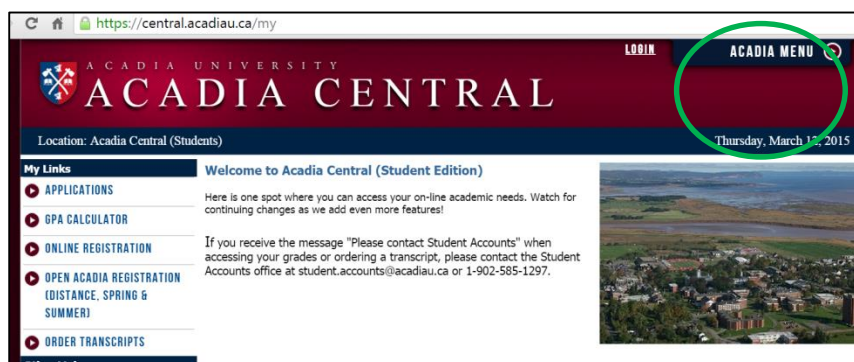 https://central.acadiau.ca/my
LOGIN
ACADIA MENU
ACADIA UNIVERSITY
ACADIA CENTRAL
Location: Acadia Central (Students)
Thursday, March 12, 2015
My Links
APPLICATIONS
GPA CALCULATOR
ONLINE REGISTRATION
OPEN ACADIA REGISTRATION
(DISTANCE, SPRING &
SUMMER)
ORDER TRANSCRIPTS
Welcome to Acadia Central (Student Edition)
Here is one spot where you can access your on-line academic needs. Watch for
continuing changes as we add even more features!
If you receive the message "Please contact Student Accounts" when
accessing your grades or ordering a transcript, please contact the Student
Accounts office at student.accounts@acadiau.ca or 1-902-585-1297.